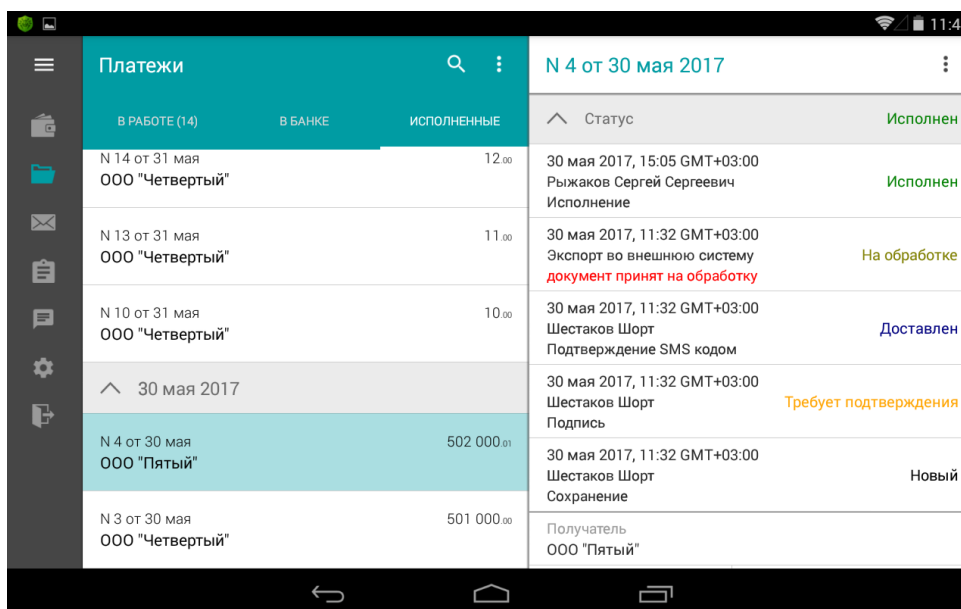 11:4
Платежи
В РАБОТЕ (14) В БАНКЕ ИСПОЛНЕННЫЕ
N 14 от 31 мая 12.00
ООО "Четвертый"
N 13 от 31 мая 11.00
ООО "Четвертый"
N 10 от 31 мая 10.00
ООО "Четвертый"
30 мая 2017
N 4 от 30 мая 502 000.01
ООО "Пятый"
N 3 от 30 мая 501 000.00
ООО "Четвертый"
N 4 от 30 мая 2017
Статус Исполнен
30 мая 2017, 15:05 GMT+03:00
Рыжаков Сергей Сергеевич Исполнен
Исполнение
30 мая 2017, 11:32 GMT+03:00
Экспорт во внешнюю систему На обработке
документ принят на обработку
30 мая 2017, 11:32 GMT+03:00
Шестаков Шорт Доставлен
Подтверждение SMS кодом
30 мая 2017, 11:32 GMT+03:00
Шестаков Шорт Требует подтверждения
Подпись
30 мая 2017, 11:32 GMT+03:00
Шестаков Шорт Новый
Сохранение
Получатель
ООО "Пятый"